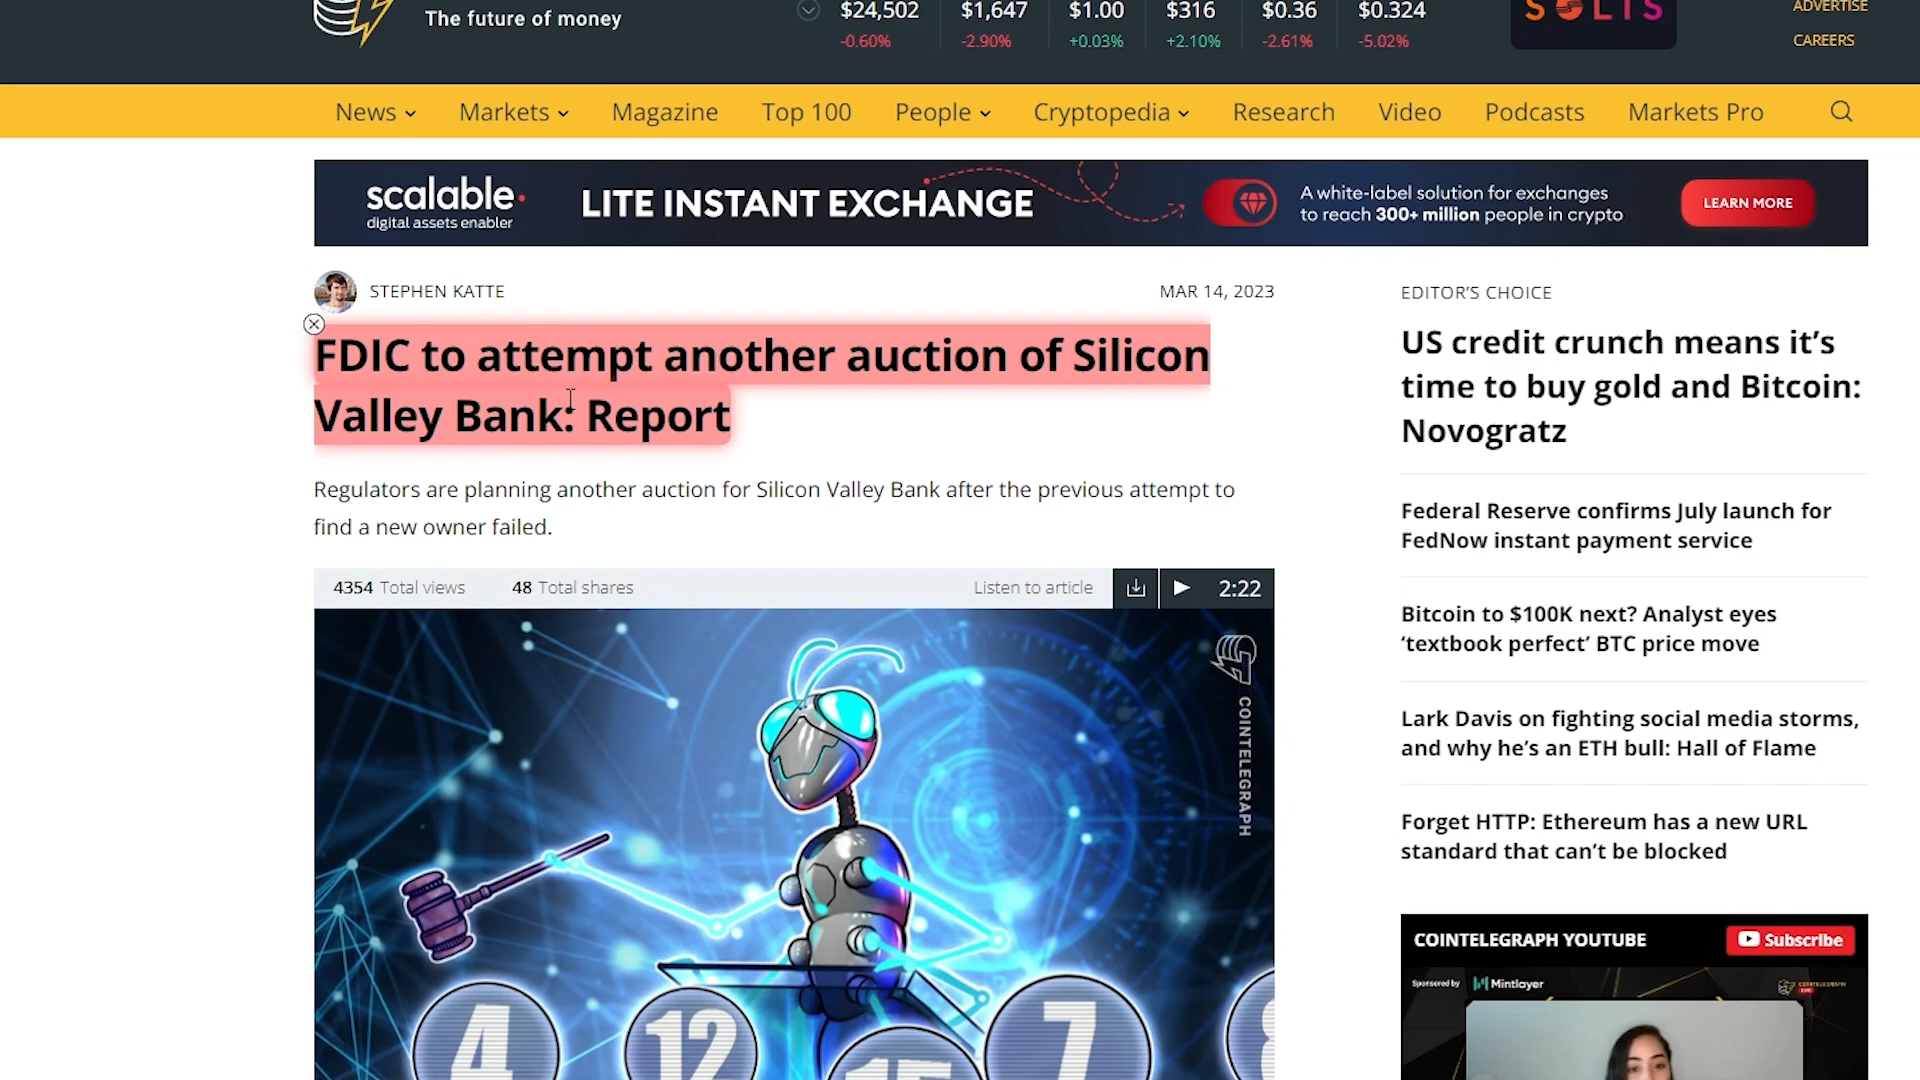 The future of money
$24,502 $1,647 $1.00 $316 $0.36 $0.324
-0.60% -2.90% +0.03% +2.10% -2.61% -5.02%
SOLTS
ADVERTISE
CAREERS
News Markets Magazine Top 100 People Cryptopedia Research Video Podcasts Markets Pro
scalable
digital assets enabler
LITE INSTANT EXCHANGE
A white-label solution for exchanges
to reach 300+ million people in crypto
LEARN MORE
STEPHEN KATTE
MAR 14, 2023
FDIC to attempt another auction of Silicon
Valley Bank: Report
Regulators are planning another auction for Silicon Valley Bank after the previous attempt to
find a new owner failed.
4354 Total views 48 Total shares Listen to article 2:22
COINTELEGRAPH
4 12 15 7 8
EDITOR'S CHOICE
US credit crunch means it's
time to buy gold and Bitcoin:
Novogratz
Federal Reserve confirms July launch for
FedNow instant payment service
Bitcoin to $100K next? Analyst eyes
‘textbook perfect’ BTC price move
Lark Davis on fighting social media storms,
and why he's an ETH bull: Hall of Flame
Forget HTTP: Ethereum has a new URL
standard that can't be blocked
COINTELEGRAPH YOUTUBE
Subscribe
Sponsored by Mintlayer